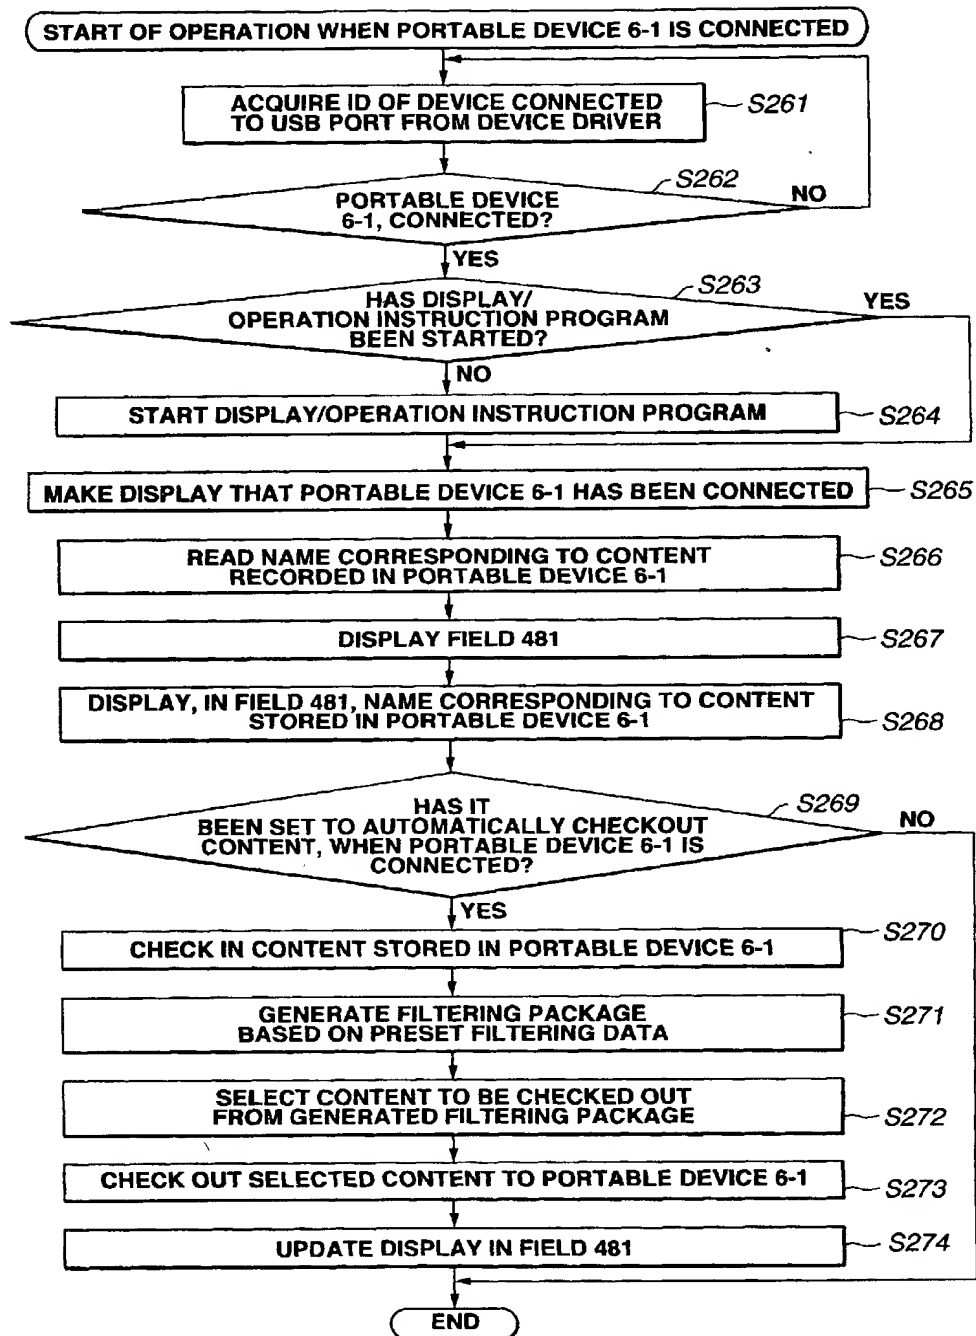 START OF OPERATION WHEN PORTABLE DEVICE 6-1 IS CONNECTED
ACQUIRE ID OF DEVICE CONNECTED
TO USB PORT FROM DEVICE DRIVER
S261
PORTABLE DEVICE
6-1, CONNECTED?
S262
NO
YES
HAS DISPLAY/
OPERATION INSTRUCTION PROGRAM
BEEN STARTED?
S263
YES
NO
START DISPLAY/OPERATION INSTRUCTION PROGRAM
S264
MAKE DISPLAY THAT PORTABLE DEVICE 6-1 HAS BEEN CONNECTED
S265
READ NAME CORRESPONDING TO CONTENT
RECORDED IN PORTABLE DEVICE 6-1
S266
DISPLAY FIELD 481
S267
DISPLAY, IN FIELD 481, NAME CORRESPONDING TO CONTENT
STORED IN PORTABLE DEVICE 6-1
S268
HAS IT
BEEN SET TO AUTOMATICALLY CHECKOUT
CONTENT, WHEN PORTABLE DEVICE 6-1 IS
CONNECTED?
S269
NO
YES
CHECK IN CONTENT STORED IN PORTABLE DEVICE 6-1
S270
GENERATE FILTERING PACKAGE
BASED ON PRESET FILTERING DATA
S271
SELECT CONTENT TO BE CHECKED OUT
FROM GENERATED FILTERING PACKAGE
S272
CHECK OUT SELECTED CONTENT TO PORTABLE DEVICE 6-1
S273
UPDATE DISPLAY IN FIELD 481
S274
END